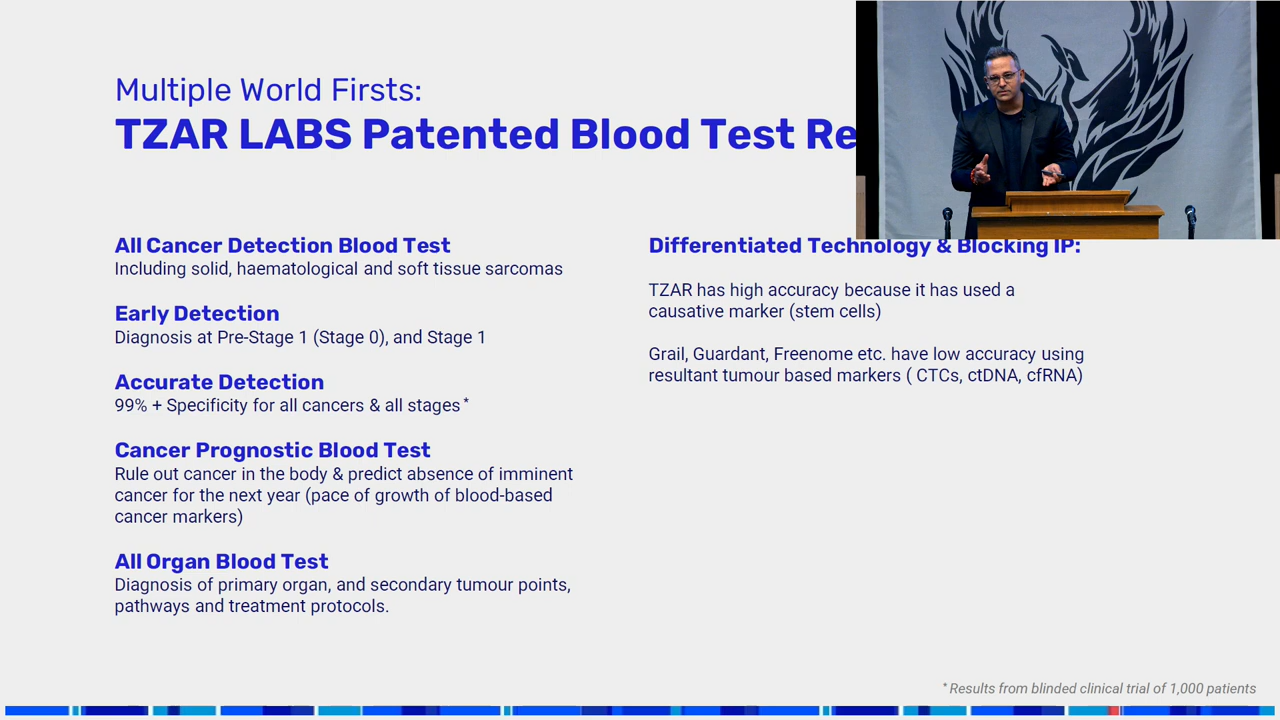 Multiple World Firsts:
TZAR LABS Patented Blood Test Re
All Cancer Detection Blood Test
Including solid, haematological and soft tissue sarcomas
Early Detection
Diagnosis at Pre-Stage 1 (Stage 0), and Stage 1
Accurate Detection
99% + Specificity for all cancers & all stages*
Cancer Prognostic Blood Test
Rule out cancer in the body & predict absence of imminent
cancer for the next year (pace of growth of blood-based
cancer markers)
All Organ Blood Test
Diagnosis of primary organ, and secondary tumour points,
pathways and treatment protocols.
Differentiated Technology & Blocking IP:
TZAR has high accuracy because it has used a
causative marker (stem cells)
Grail, Guardant, Freenome etc. have low accuracy using
resultant tumour based markers ( CTCs, ctDNA, cfRNA)
* Results from blinded clinical trial of 1,000 patients